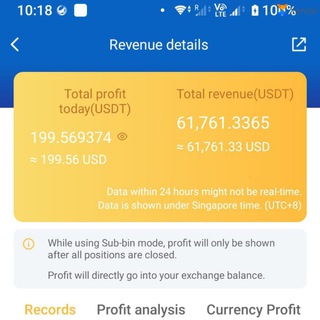 10:18
Revenue details
Total profit
today(USDT)
Total revenue(USDT)
199.569374
≈ 199.56 USD
61,761.3365
≈ 61,761.33 USD
Data within 24 hours might not be real-time.
Data is shown under Singapore time. (UTC+8)
While using Sub-bin mode, profit will only be shown
after all positions are closed.
Profit will directly go into your exchange balance.
Records Profit analysis Currency Profit